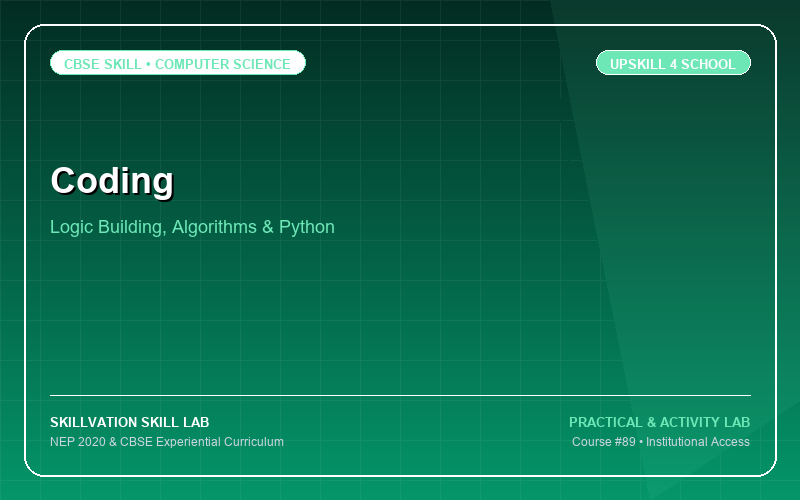 CBSE SKILL • COMPUTER SCIENCE
UPSKILL 4 SCHOOL
Coding
Logic Building, Algorithms & Python
SKILLVATION SKILL LAB
PRACTICAL & ACTIVITY LAB
NEP 2020 & CBSE Experiential Curriculum
Course #89 • Institutional Access